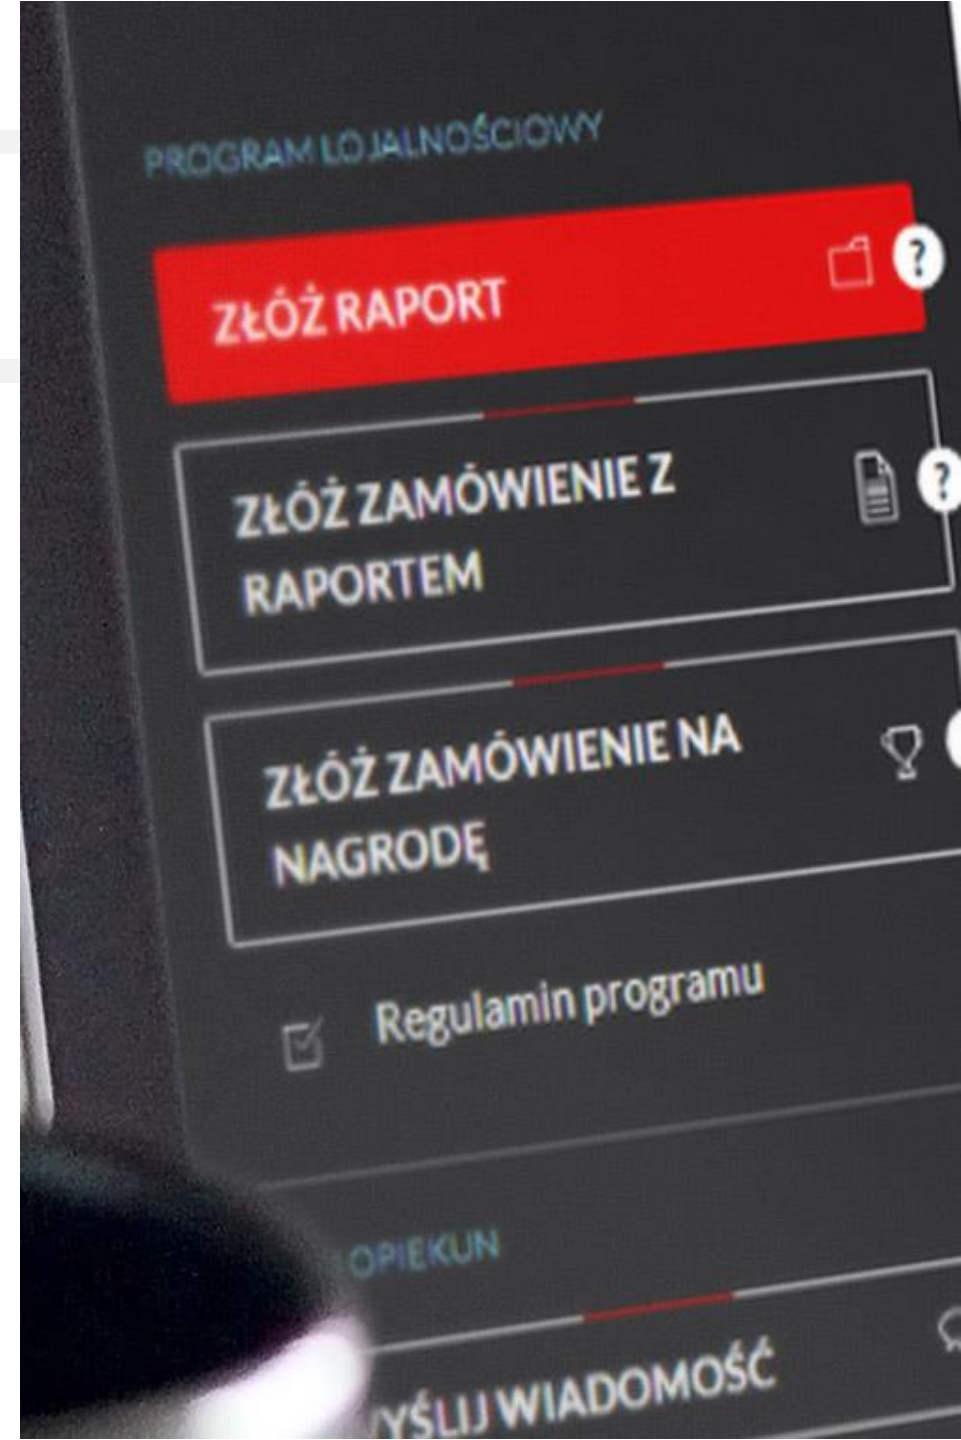 PROGRAM LOJALNOŚCIOWY
ZŁÓŻ RAPORT
?
ZŁÓŻ ZAMÓWIENIE Z
?
RAPORTEM
ZŁÓŻ ZAMÓWIENIE NA
NAGRODĘ
Regulamin programu
OPIEKUN
WIADOMOŚĆ